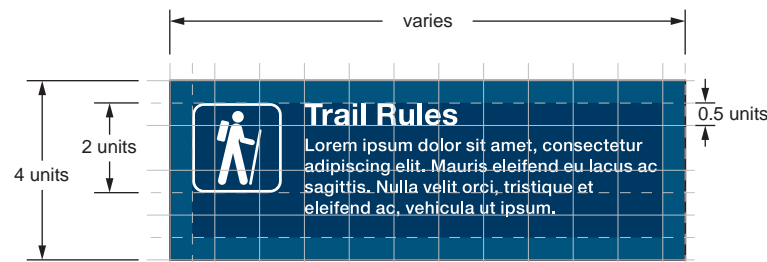 varies
Trail Rules
0.5 units
Lorem ipsum dolor sit amet, consectetur
2 units
adipiscing elit. Mauris eleifend eu lacus ac
4 units
sagittis. Nulla velit orci, tristique et
eleifend ac, vehicula ut ipsum.